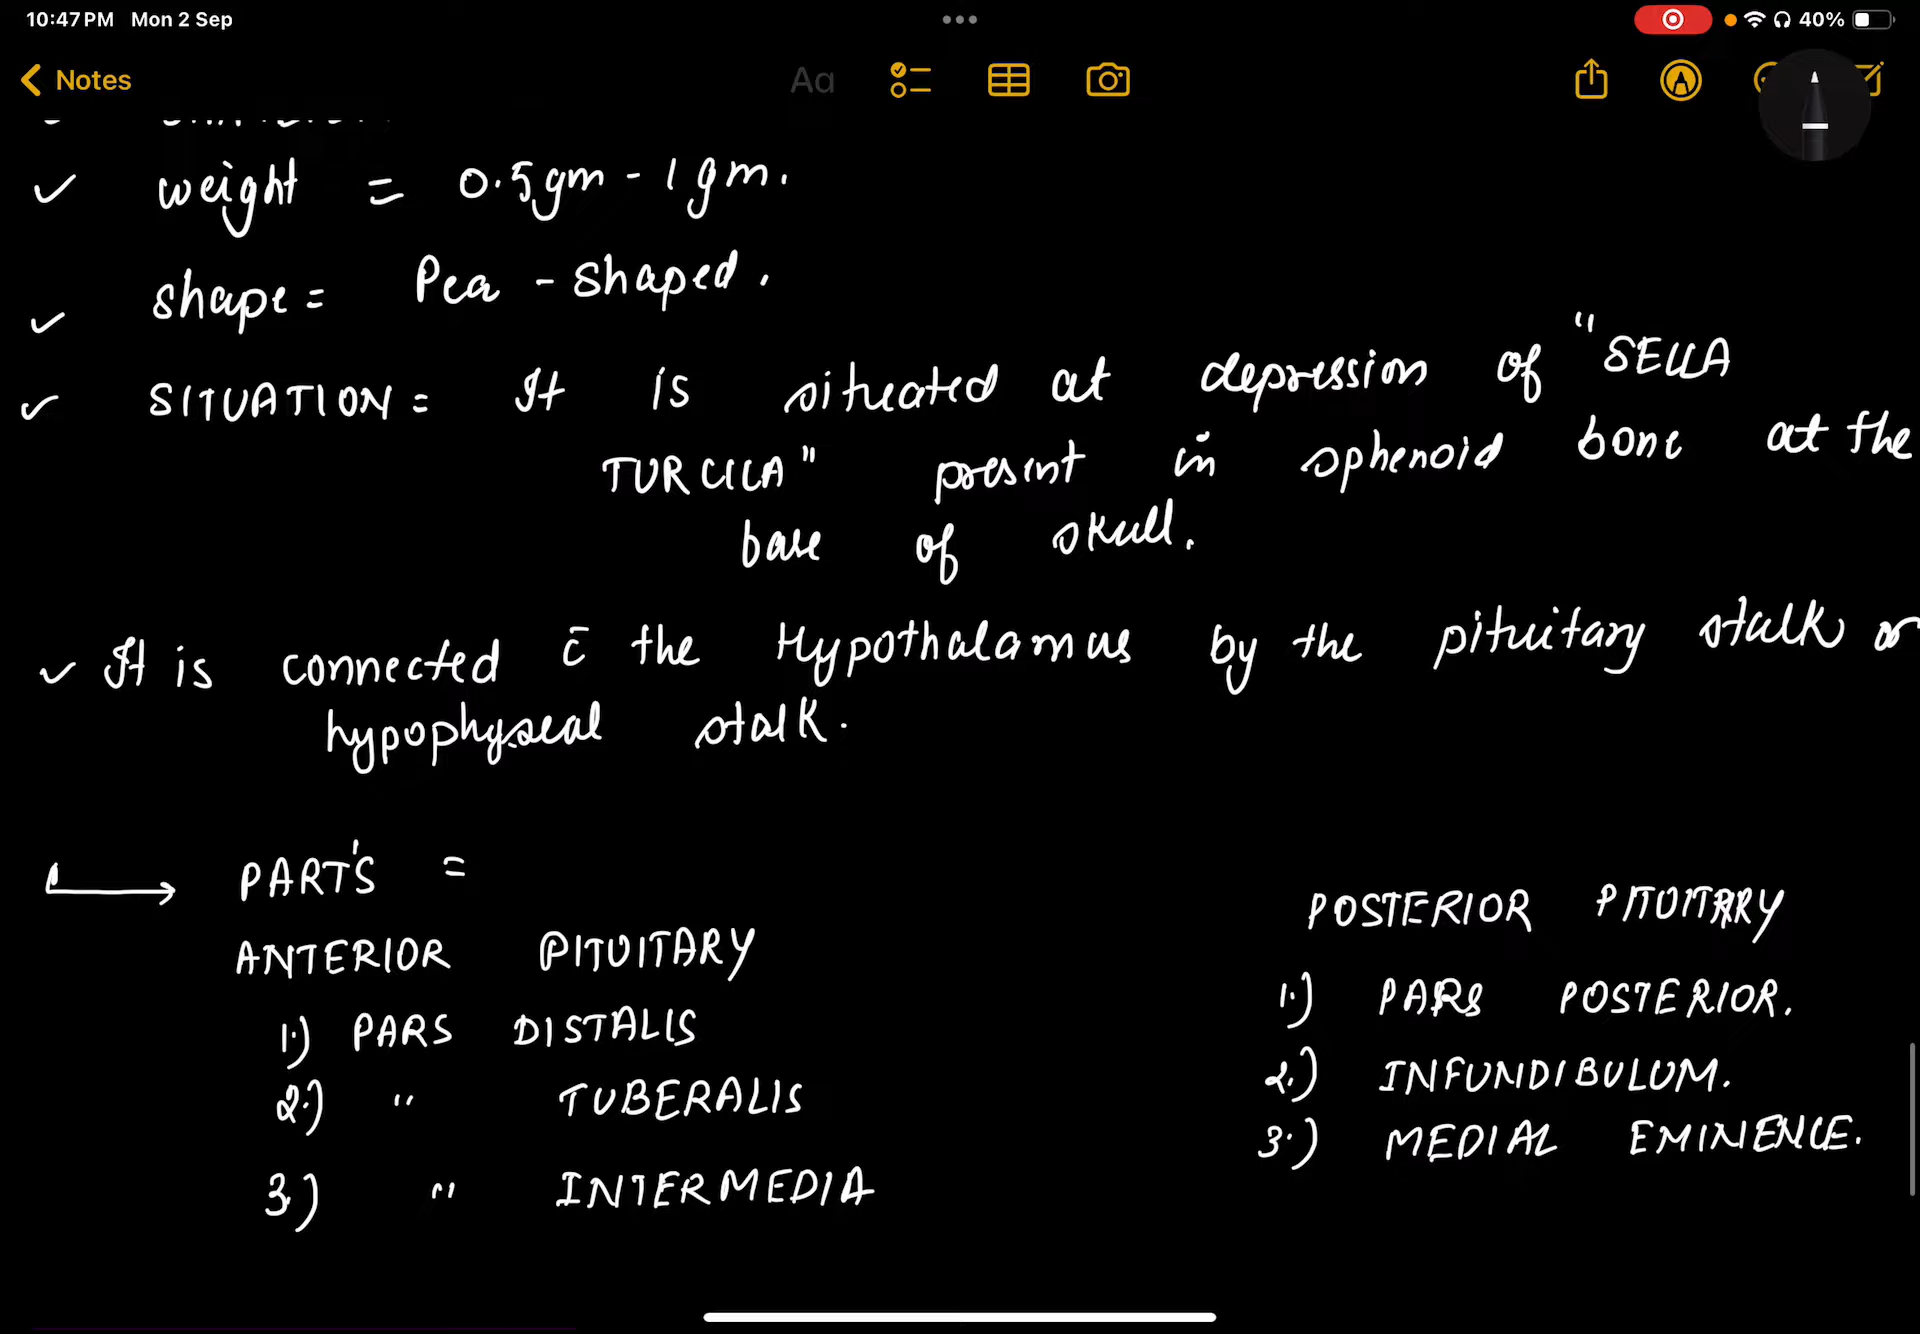 10:47 PM Mon 2 Sep
40%
Notes
Aa
✓ weight = 0.5gm - 1gm.
✓ shape = Pea - shaped.
✓ SITUATION = It is situated at depression of "SELLA
TURCICA" present in sphenoid bone at the
base of skull.
✓ It is connected c̄ the Hypothalamus by the pituitary stalk or
hypophyseal stalk.
→ PART'S =
ANTERIOR PITUITARY
1.) PARS DISTALIS
2.) " TUBERALIS
3.) " INTERMEDIA
POSTERIOR PITUITARY
1.) PARS POSTERIOR.
2.) INFUNDIBULUM.
3.) MEDIAL EMINENCE.